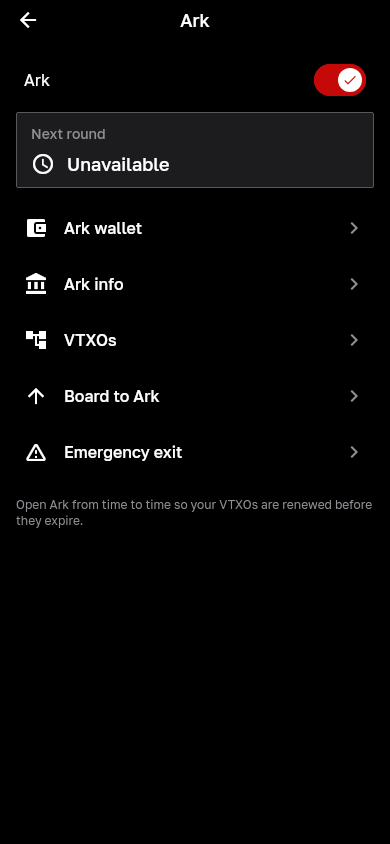 Ark
Ark
Next round
Unavailable
Ark wallet
Ark info
VTXOs
Board to Ark
Emergency exit
Open Ark from time to time so your VTXOs are renewed before
they expire.